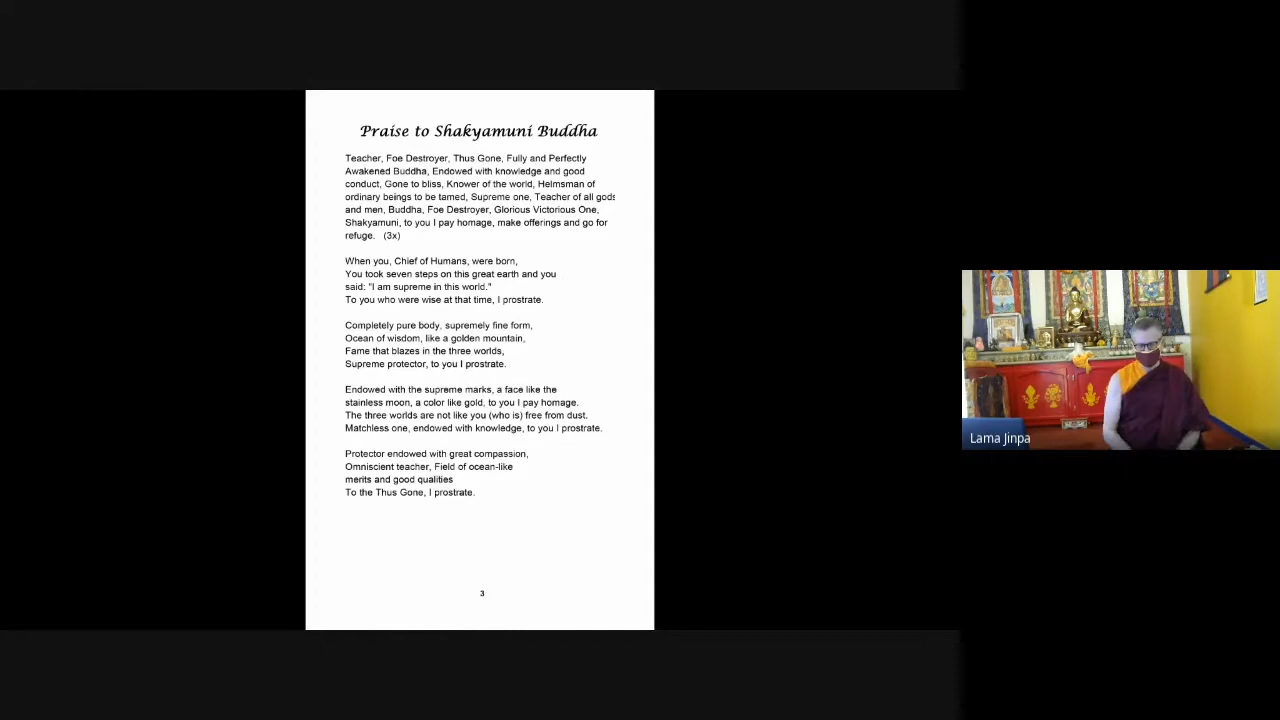 Praise to Shakyamuni Buddha
Teacher, Foe Destroyer, Thus Gone, Fully and Perfectly
Awakened Buddha, Endowed with knowledge and good
conduct, Gone to bliss, Knower of the world, Helmsman of
ordinary beings to be tamed, Supreme one, Teacher of all gods
and men, Buddha, Foe Destroyer, Glorious Victorious One,
Shakyamuni, to you I pay homage, make offerings and go for
refuge. (3x)
When you, Chief of Humans, were born,
You took seven steps on this great earth and you
said: "I am supreme in this world."
To you who were wise at that time, I prostrate.
Completely pure body, supremely fine form,
Ocean of wisdom, like a golden mountain,
Fame that blazes in the three worlds,
Supreme protector, to you I prostrate.
Endowed with the supreme marks, a face like the
stainless moon, a color like gold, to you I pay homage.
The three worlds are not like you (who is) free from dust.
Matchless one, endowed with knowledge, to you I prostrate.
Protector endowed with great compassion,
Omniscient teacher, Field of ocean-like
merits and good qualities
To the Thus Gone, I prostrate.
3
Lama Jinpa